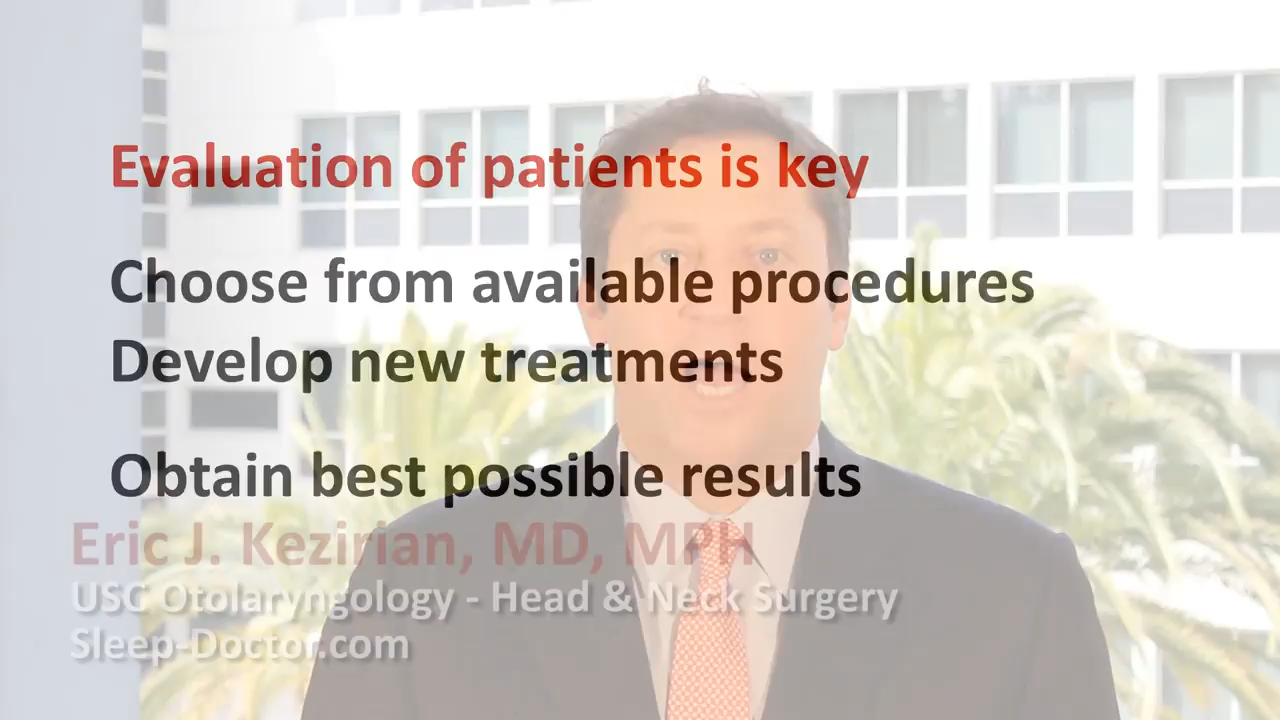 Evaluation of patients is key
Choose from available procedures
Develop new treatments
Obtain best possible results
Eric J. Kezirian, MD, MPH
USC Otolaryngology - Head & Neck Surgery
Sleep-Doctor.com